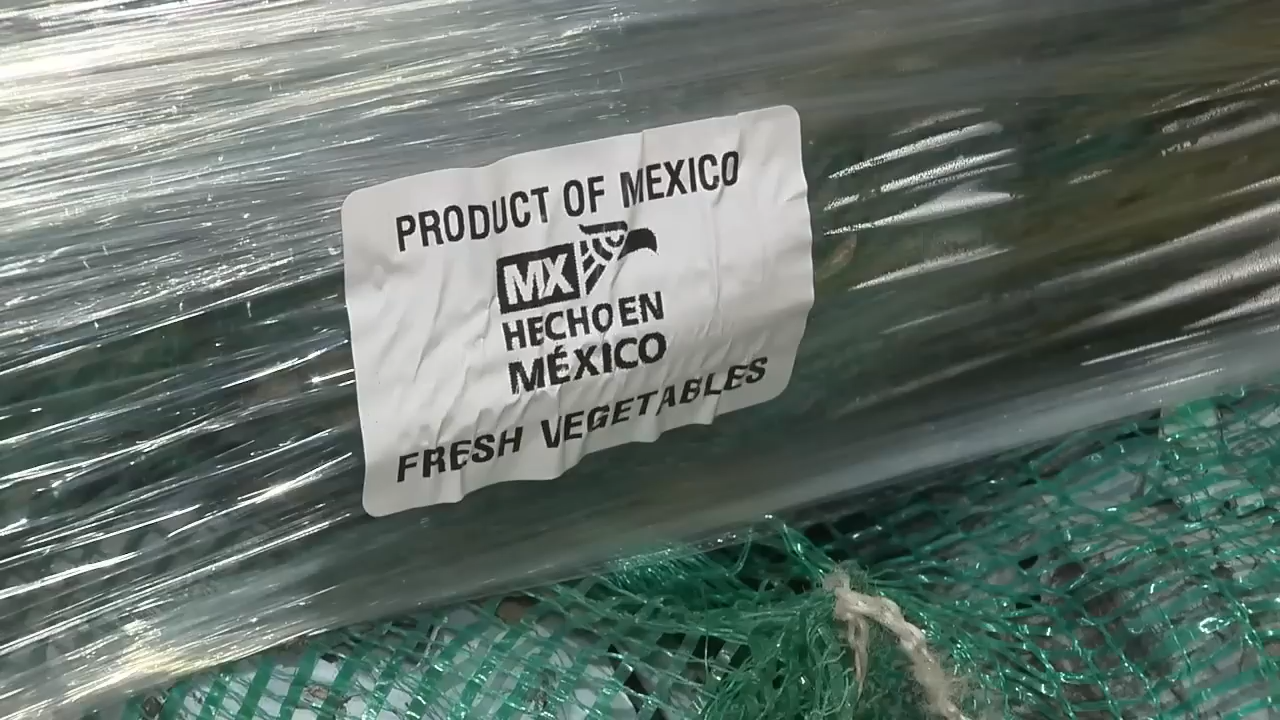 PRODUCT OF MEXICO
MX
HECHO EN
MÉXICO
FRESH VEGETABLES